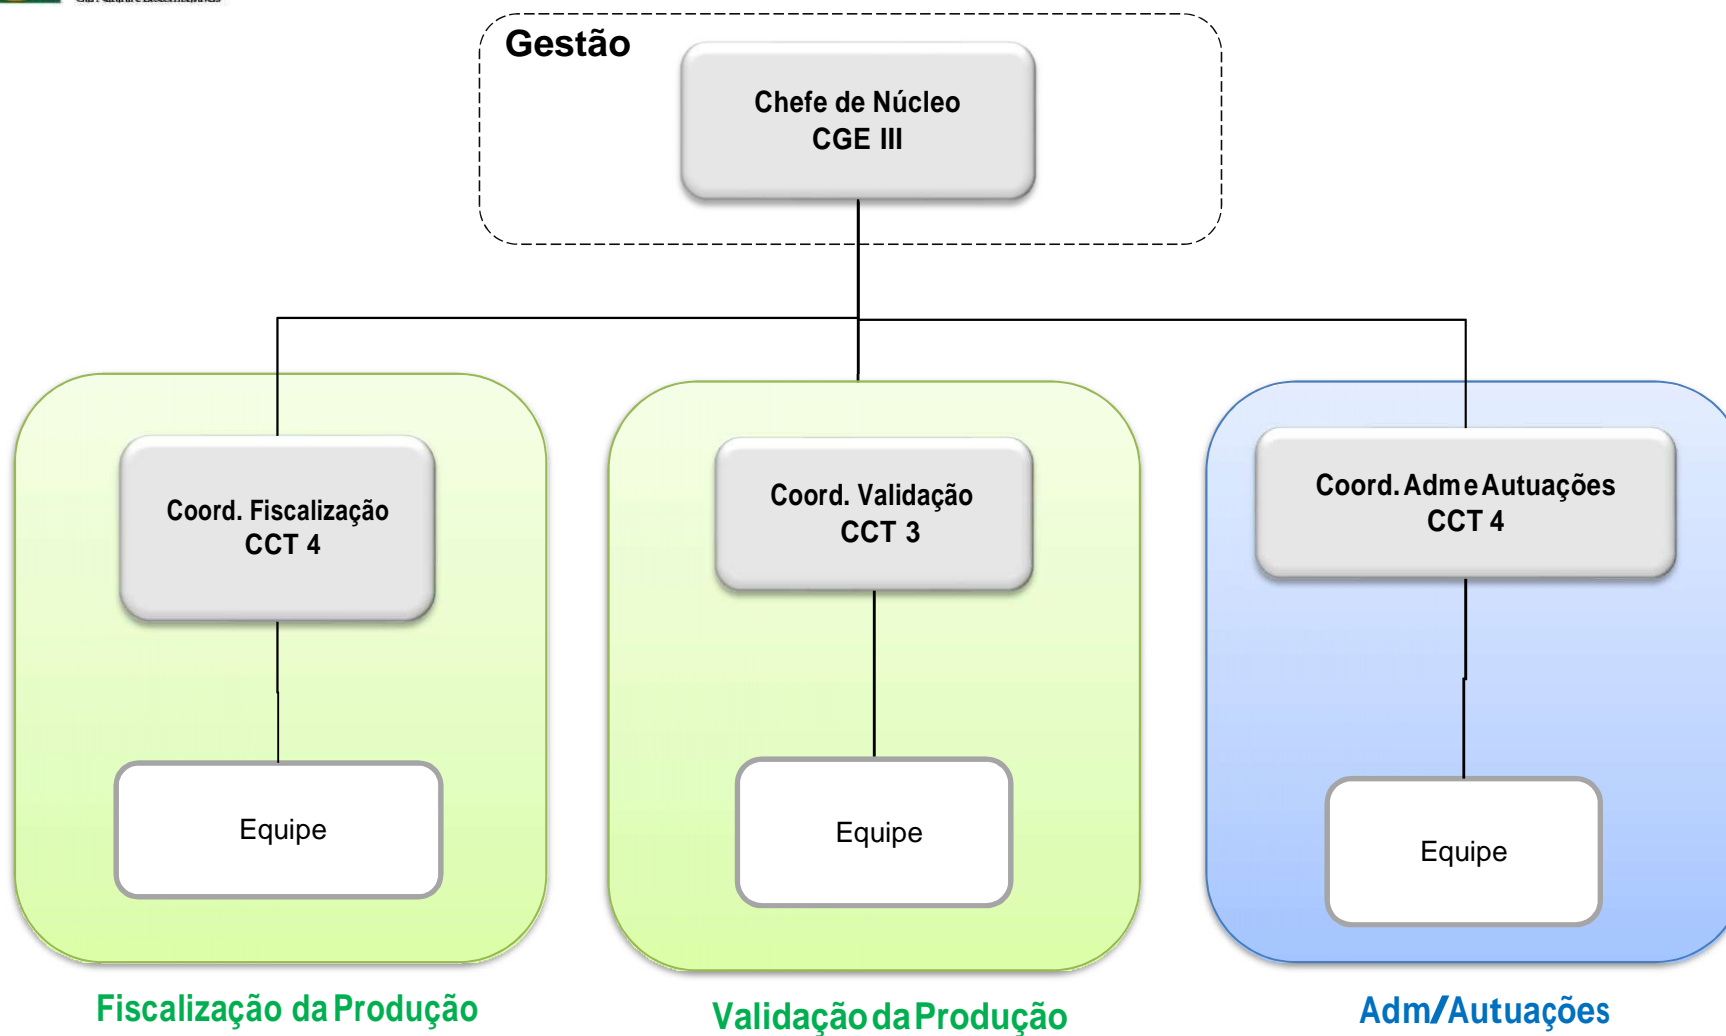 Gestão
Chefe de Núcleo
CGE III
Coord. Fiscalização
CCT 4
Coord. Validação
CCT 3
Coord. Adm e Autuações
CCT 4
Equipe
Equipe
Equipe
Fiscalização da Produção
Validação da Produção
Adm/Autuações